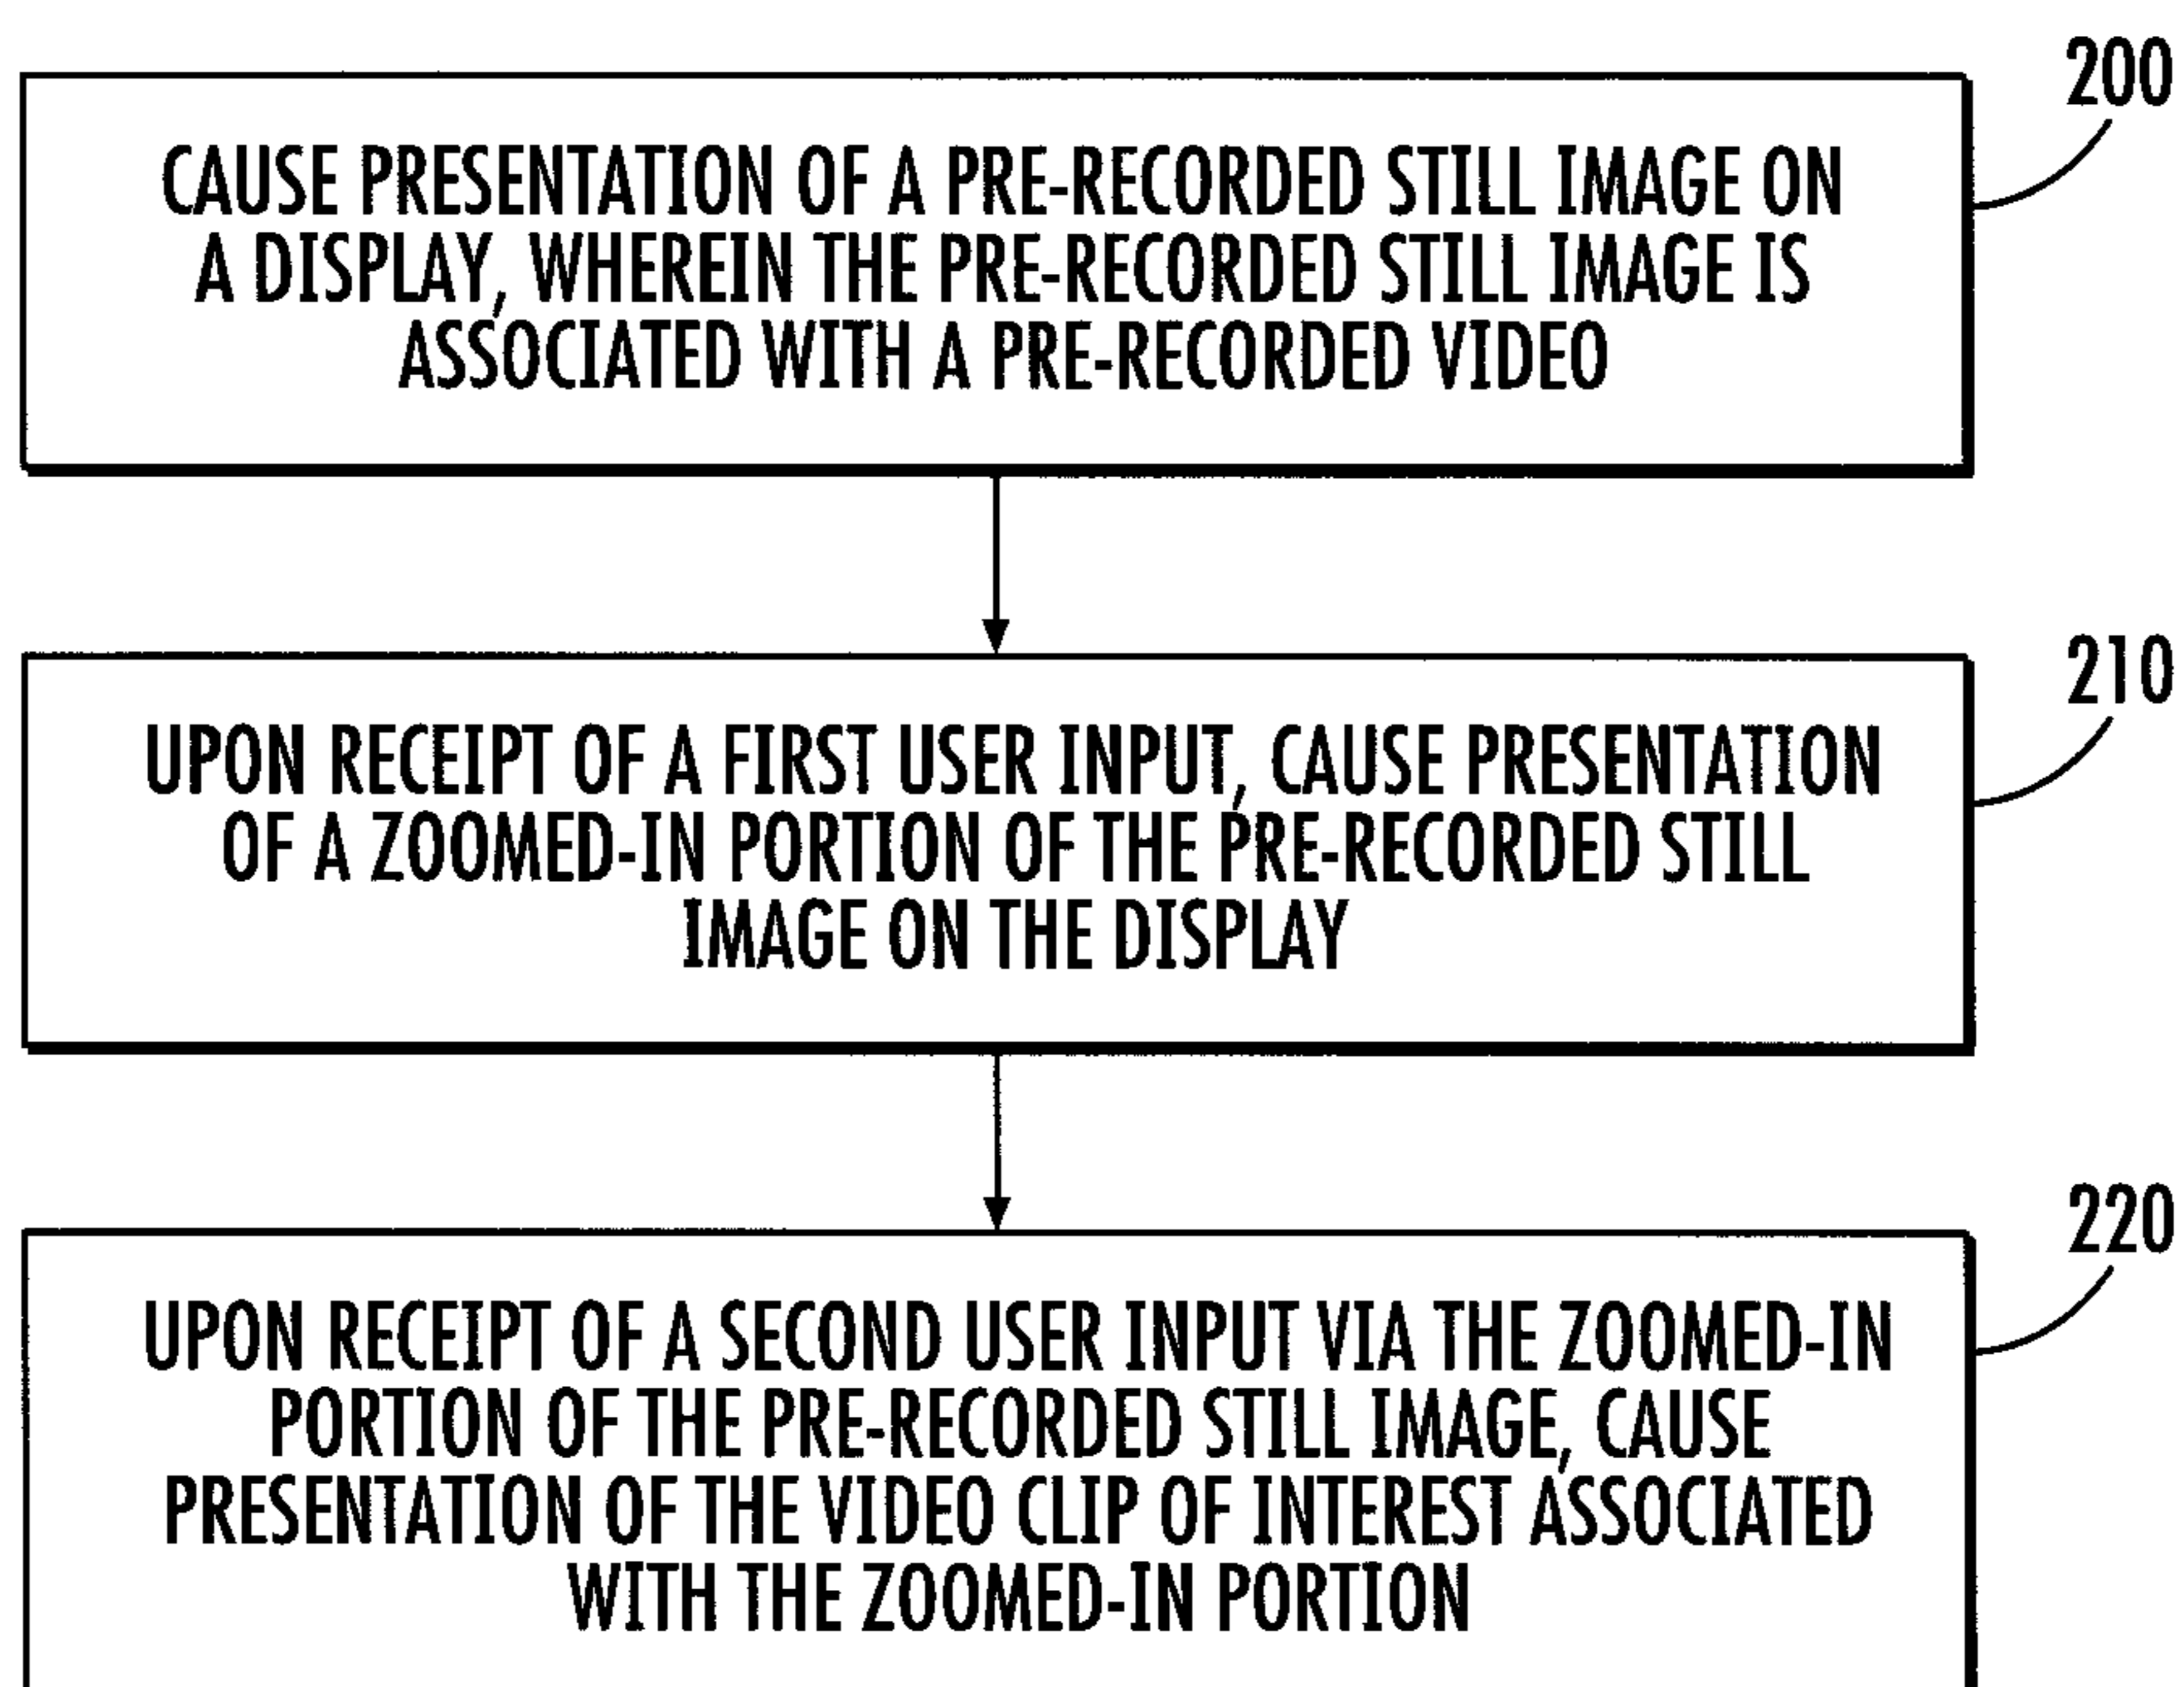 200
CAUSE PRESENTATION OF A PRE-RECORDED STILL IMAGE ON
A DISPLAY, WHEREIN THE PRE-RECORDED STILL IMAGE IS
ASSOCIATED WITH A PRE-RECORDED VIDEO
210
UPON RECEIPT OF A FIRST USER INPUT, CAUSE PRESENTATION
OF A ZOOMED-IN PORTION OF THE PRE-RECORDED STILL
IMAGE ON THE DISPLAY
220
UPON RECEIPT OF A SECOND USER INPUT VIA THE ZOOMED-IN
PORTION OF THE PRE-RECORDED STILL IMAGE, CAUSE
PRESENTATION OF THE VIDEO CLIP OF INTEREST ASSOCIATED
WITH THE ZOOMED-IN PORTION